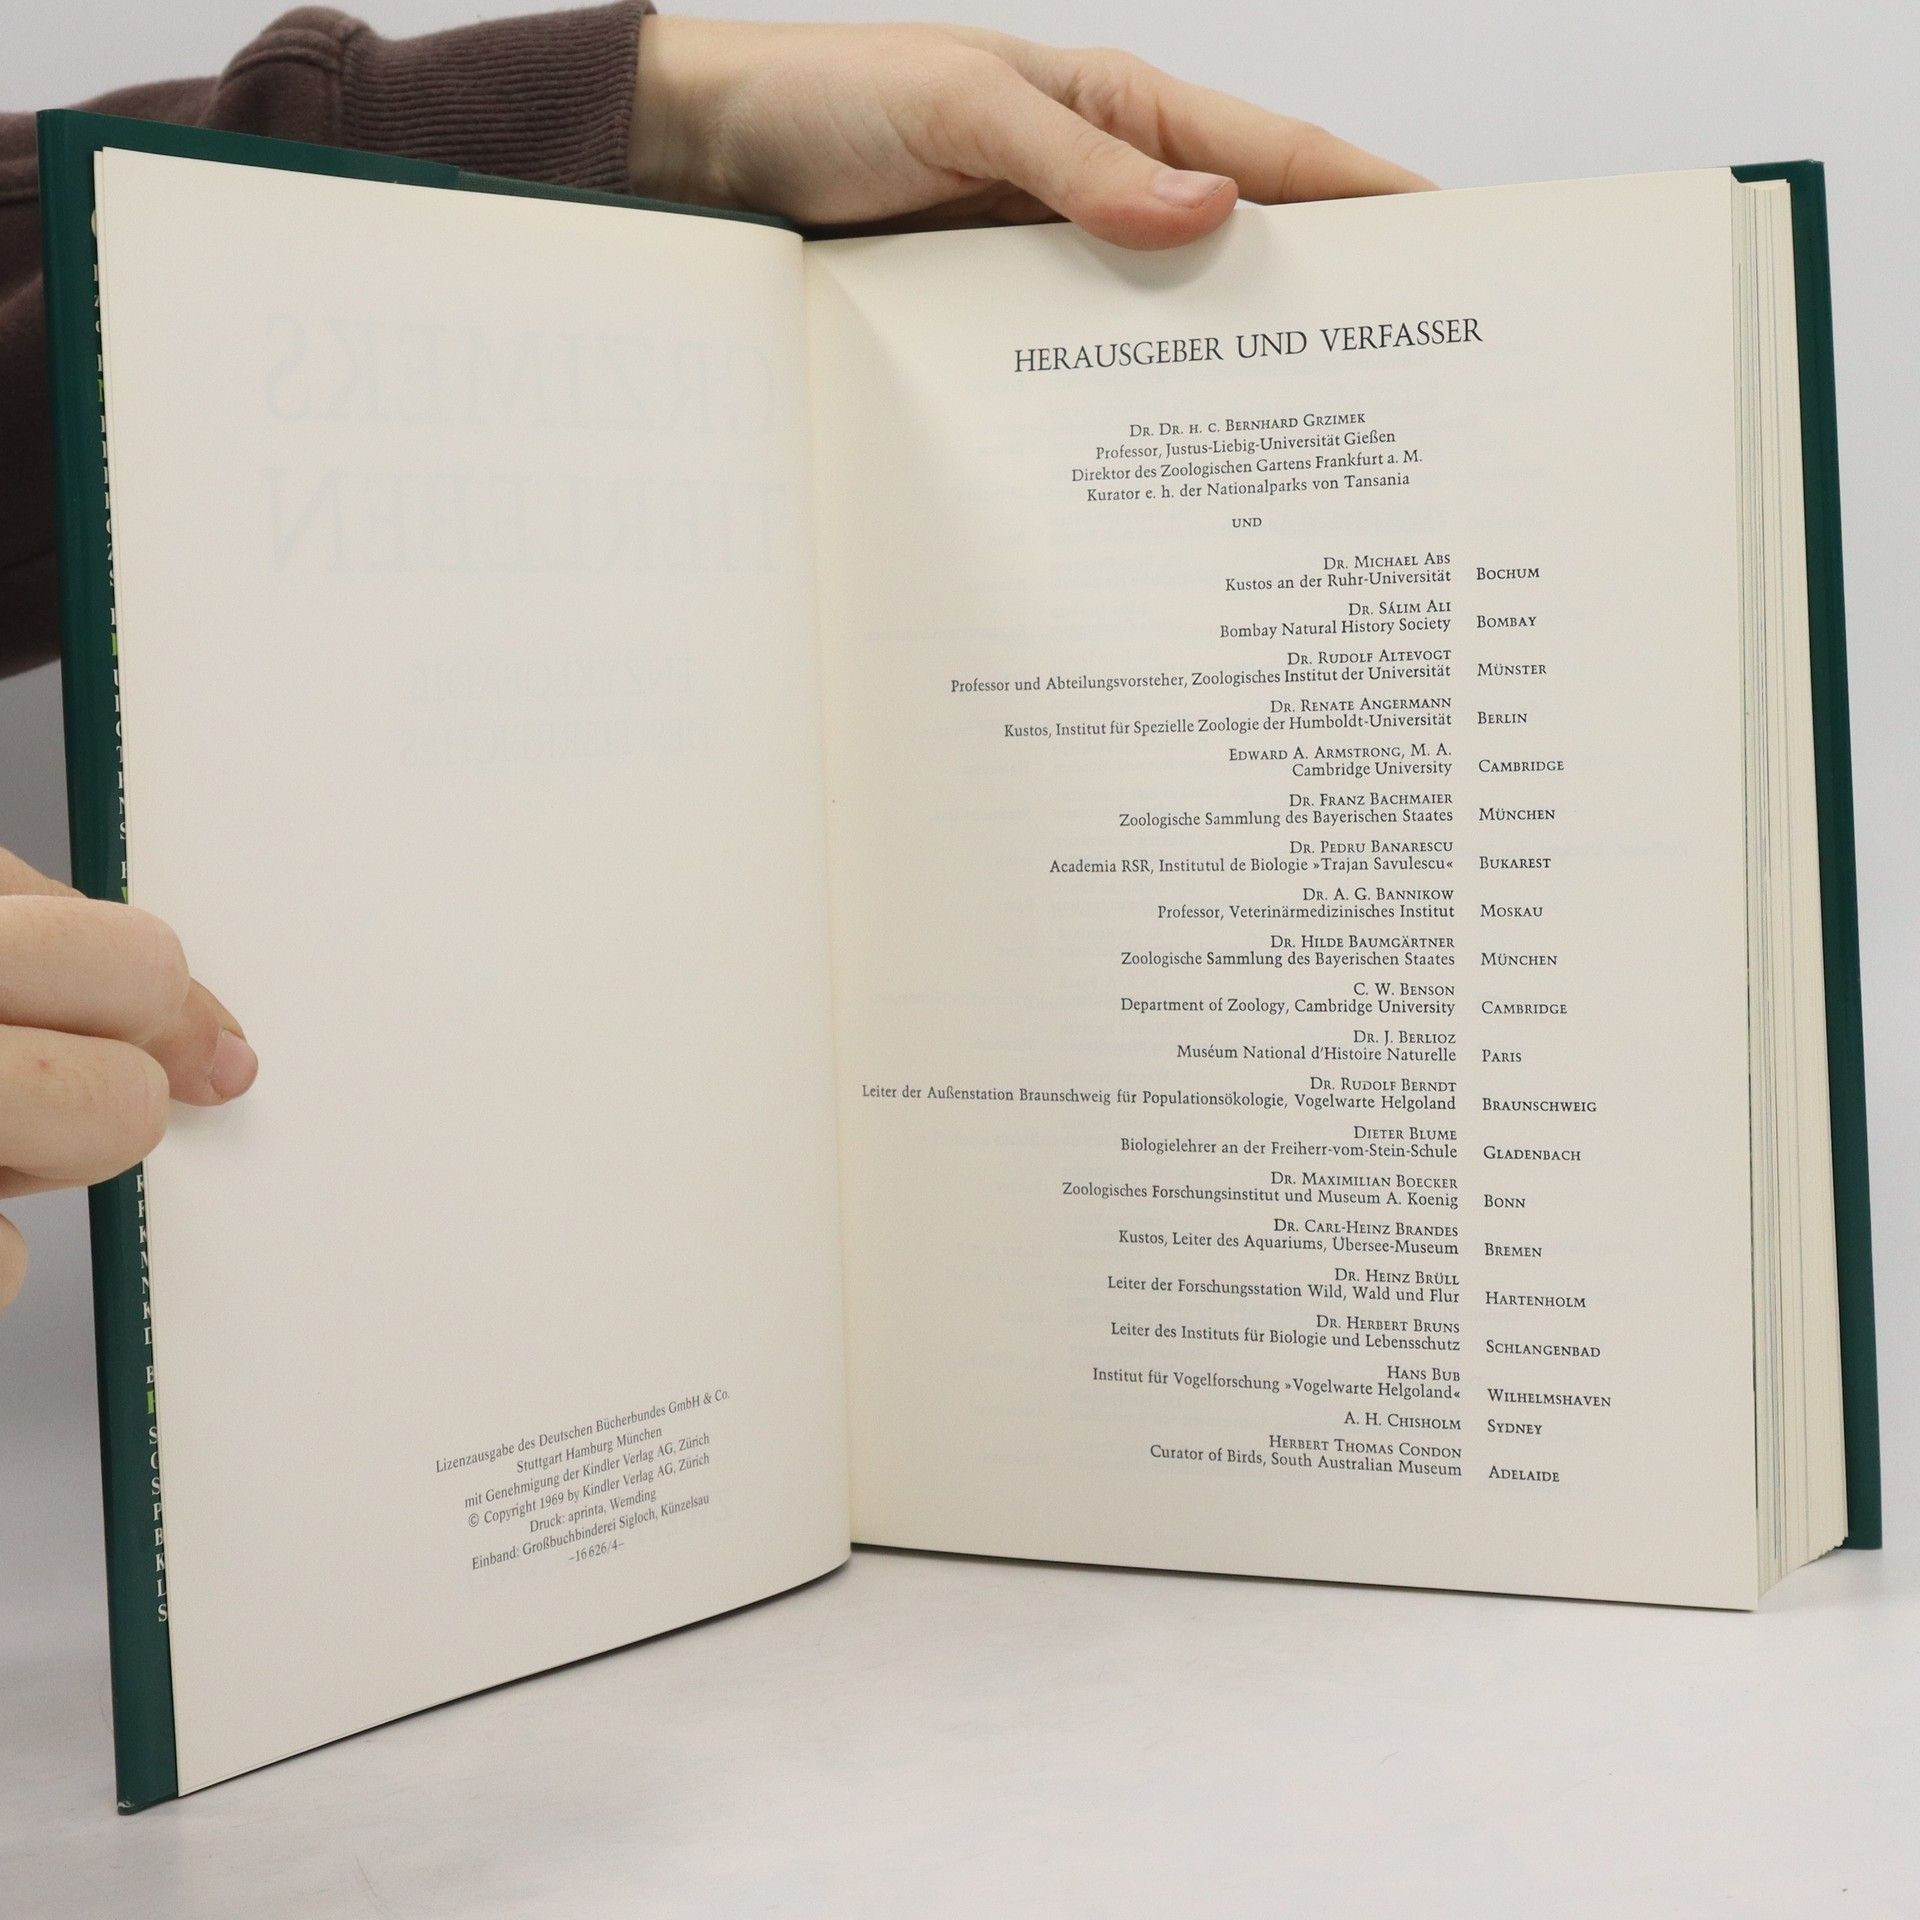 Lizenzausgabe des Deutschen Bücherbundes GmbH & Co.
Stuttgart Hamburg München
mit Genehmigung der Kindler Verlag AG, Zürich
© Copyright 1969 by Kindler Verlag AG, Zürich
Druck: aprinta, Wemding
Einband: Großbuchbinderei Sigloch, Künzelsau
–16 626/4–
HERAUSGEBER UND VERFASSER
DR. DR. H. C. BERNHARD GRZIMEK
Professor, Justus-Liebig-Universität Gießen
Direktor des Zoologischen Gartens Frankfurt a. M.
Kurator e. h. der Nationalparks von Tansania
UND
DR. MICHAEL ABS
Kustos an der Ruhr-Universität BOCHUM
DR. SÁLIM ALI
Bombay Natural History Society BOMBAY
DR. RUDOLF ALTEVOGT
Professor und Abteilungsvorsteher, Zoologisches Institut der Universität MÜNSTER
DR. RENATE ANGERMANN
Kustos, Institut für Spezielle Zoologie der Humboldt-Universität BERLIN
EDWARD A. ARMSTRONG, M. A.
Cambridge University CAMBRIDGE
DR. FRANZ BACHMAIER
Zoologische Sammlung des Bayerischen Staates MÜNCHEN
DR. PEDRU BANARESCU
Academia RSR, Institutul de Biologie »Trajan Savulescu« BUKAREST
DR. A. G. BANNIKOW
Professor, Veterinärmedizinisches Institut MOSKAU
DR. HILDE BAUMGÄRTNER
Zoologische Sammlung des Bayerischen Staates MÜNCHEN
C. W. BENSON
Department of Zoology, Cambridge University CAMBRIDGE
DR. J. BERLIOZ
Muséum National d'Histoire Naturelle PARIS
DR. RUDOLF BERNDT
Leiter der Außenstation Braunschweig für Populationsökologie, Vogelwarte Helgoland BRAUNSCHWEIG
DIETER BLUME
Biologielehrer an der Freiherr-vom-Stein-Schule GLADENBACH
DR. MAXIMILIAN BOECKER
Zoologisches Forschungsinstitut und Museum A. Koenig BONN
DR. CARL-HEINZ BRANDES
Kustos, Leiter des Aquariums, Übersee-Museum BREMEN
DR. HEINZ BRÜLL
Leiter der Forschungsstation Wild, Wald und Flur HARTENHOLM
DR. HERBERT BRUNS
Leiter des Instituts für Biologie und Lebensschutz SCHLANGENBAD
HANS BUB
Institut für Vogelforschung »Vogelwarte Helgoland« WILHELMSHAVEN
A. H. CHISHOLM SYDNEY
HERBERT THOMAS CONDON
Curator of Birds, South Australian Museum ADELAIDE